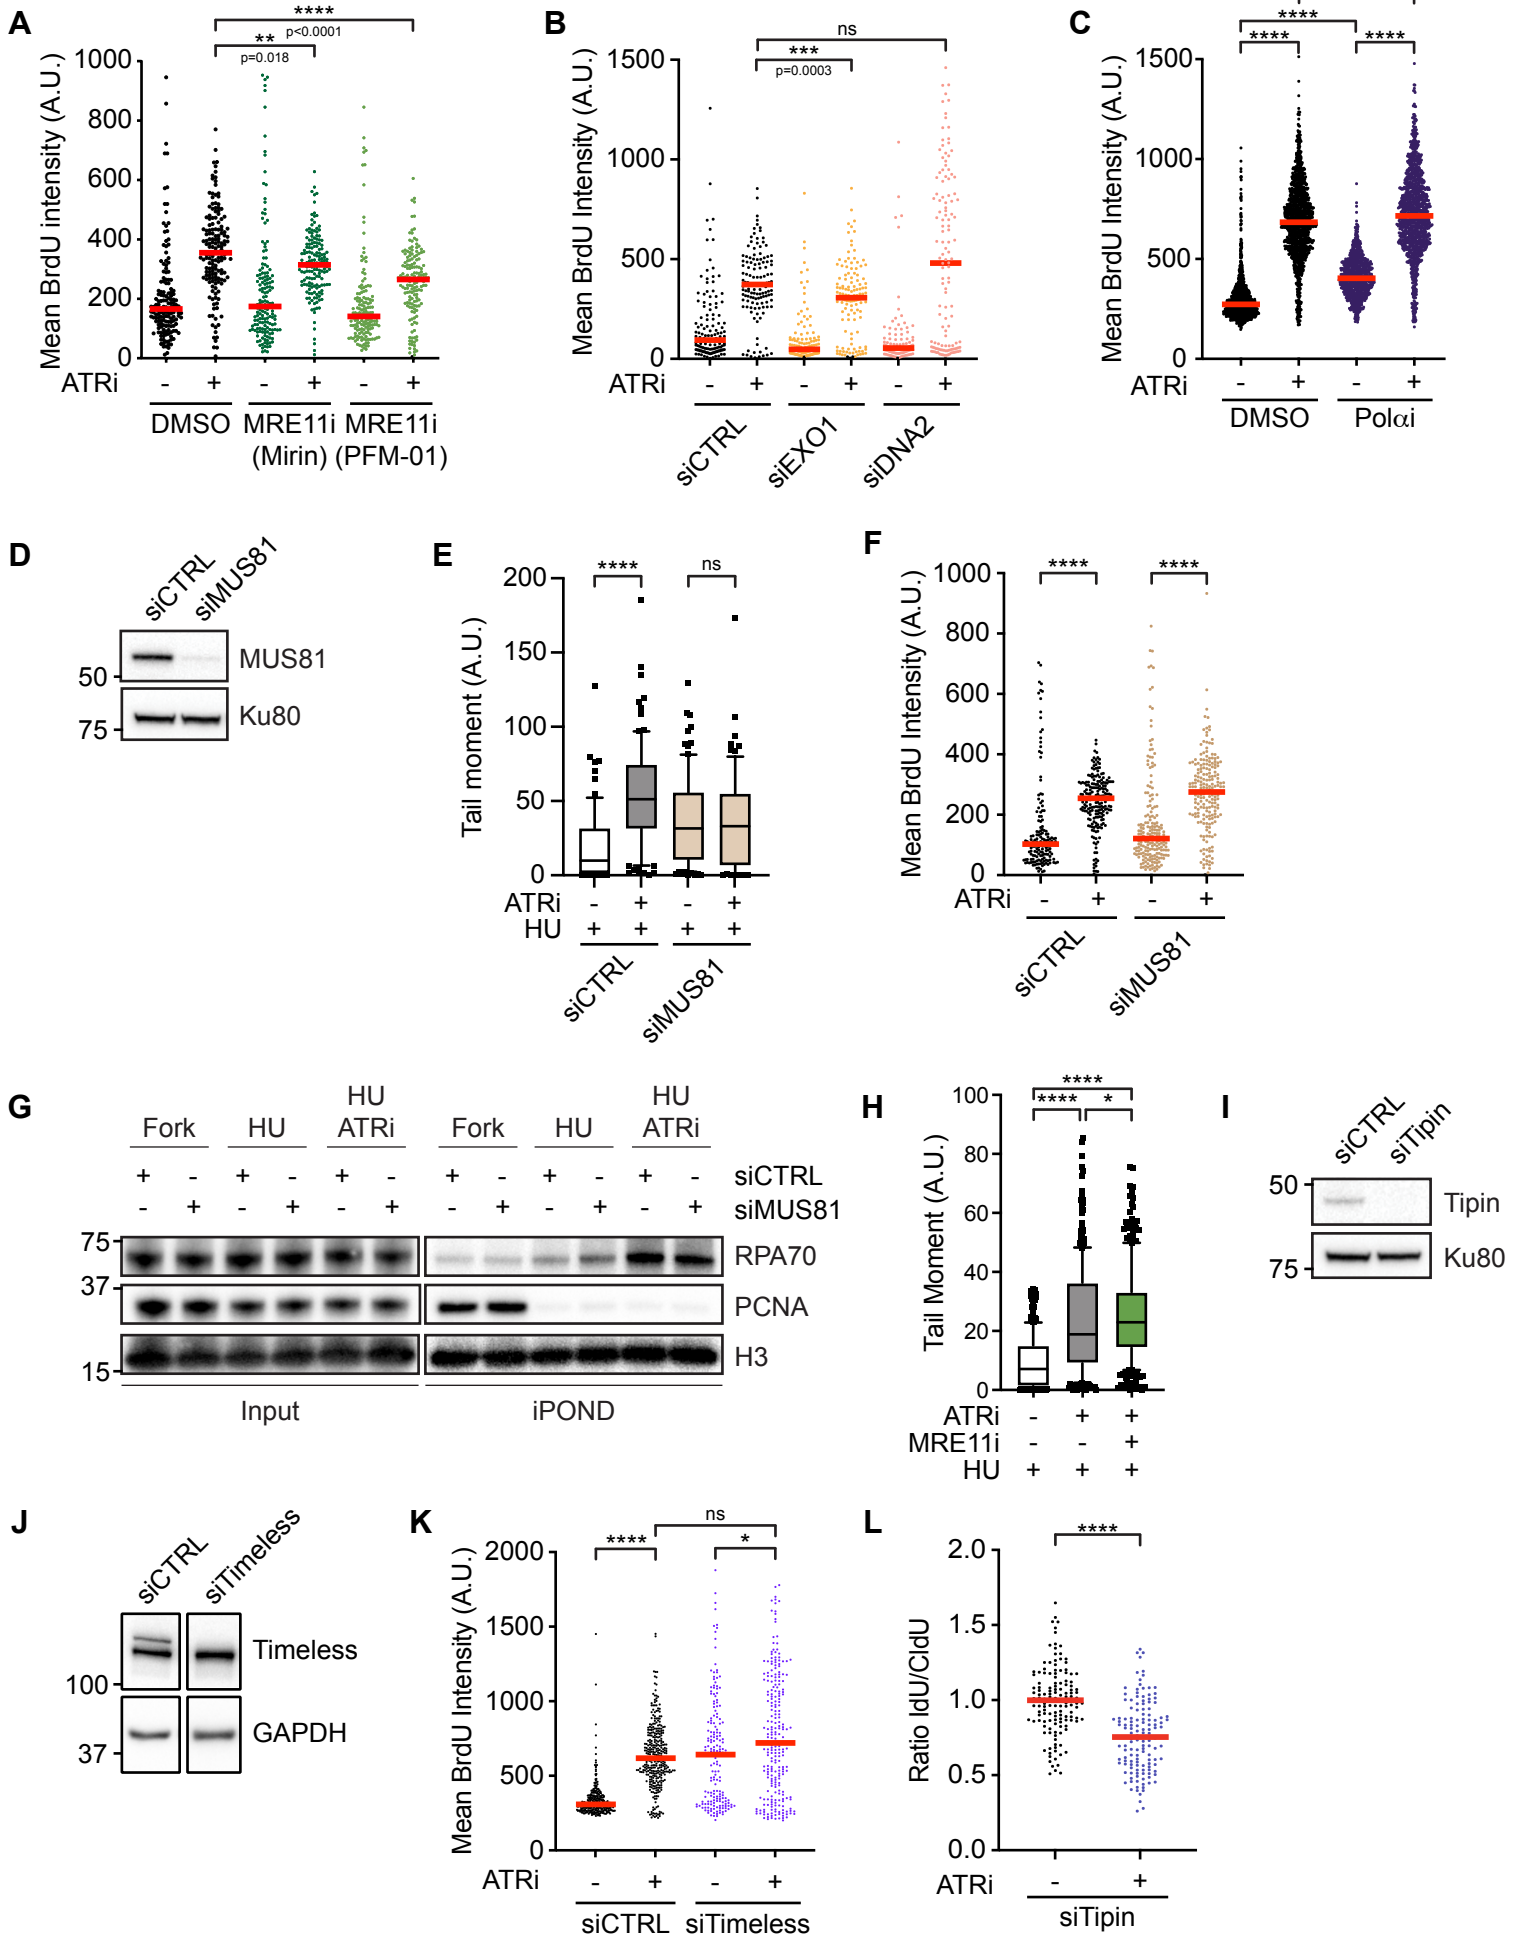 A
****
p<0.0001
**
p=0.018
Mean BrdU intensity (A.U.)
1000
800
600
400
200
0
ATRi - + - + - +
DMSO MRE11i MRE11i
(Mirin) (PFM-01)
B
ns
***
p=0.0003
Mean BrdU Intensity (A.U.)
1500
1000
500
0
ATRi - + - + - +
siCTRL siEXO1 siDNA2
C
****
**** ****
Mean BrdU Intensity (A.U.)
1500
1000
500
0
ATRi - + - +
DMSO Polαi
D
siCTRL siMUS81
50 MUS81
75 Ku80
E
**** ns
Tail moment (A.U.)
200
150
100
50
0
ATRi - + - +
HU + + + +
siCTRL siMUS81
F
**** ****
Mean BrdU Intensity (A.U.)
1000
800
600
400
200
0
ATRi - + - +
siCTRL siMUS81
G
HU HU
Fork HU ATRi Fork HU ATRi
+ - + - + - + - + - + - siCTRL
- + - + - + - + - + - + siMUS81
75 RPA70
37 PCNA
15 H3
Input iPOND
H
****
**** *
Tail Moment (A.U.)
100
80
60
40
20
0
ATRi - + +
MRE11i - - +
HU + + +
I
siCTRL siTipin
50 Tipin
75 Ku80
J
siCTRL siTimeless
Timeless
100
GAPDH
37
K
ns
**** *
Mean BrdU Intensity (A.U.)
2000
1500
1000
500
0
ATRi - + - +
siCTRL siTimeless
L
****
Ratio IdU/CldU
2.0
1.5
1.0
0.5
0.0
ATRi - +
siTipin